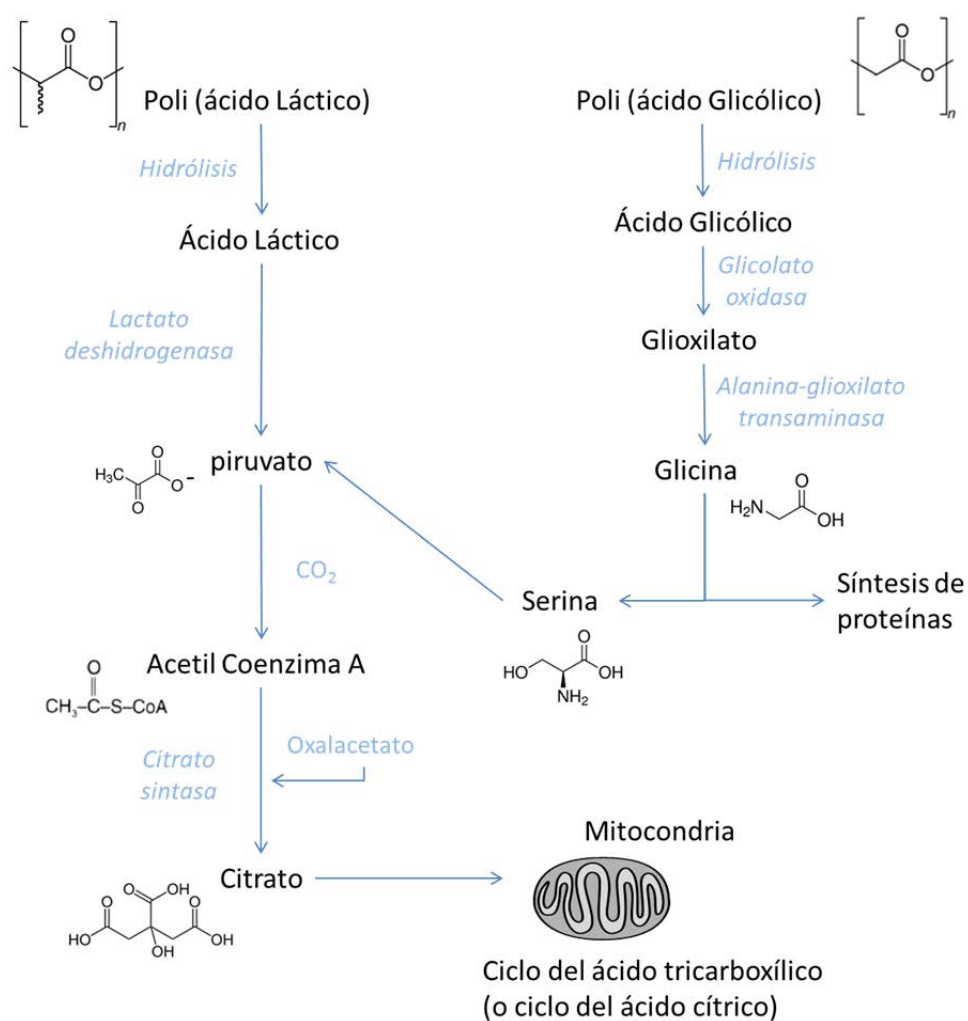 O
O
n
Poli (ácido Láctico)
Poli (ácido Glicólico)
O
O
n
Hidrólisis
Hidrólisis
Ácido Láctico
Ácido Glicólico
Glicolato
oxidasa
Lactato
deshidrogenasa
Glioxilato
Alanina-glioxilato
transaminasa
piruvato
H₃C
O
O
O⁻
Glicina
H₂N
O
OH
CO₂
Serina
Síntesis de
proteínas
HO
O
OH
NH₂
Acetil Coenzima A
O
CH₃–C–S–CoA
Citrato
sintasa
Oxalacetato
Citrato
O
OH
O
HO
O
OH
OH
Mitocondria
Ciclo del ácido tricarboxílico
(o ciclo del ácido cítrico)